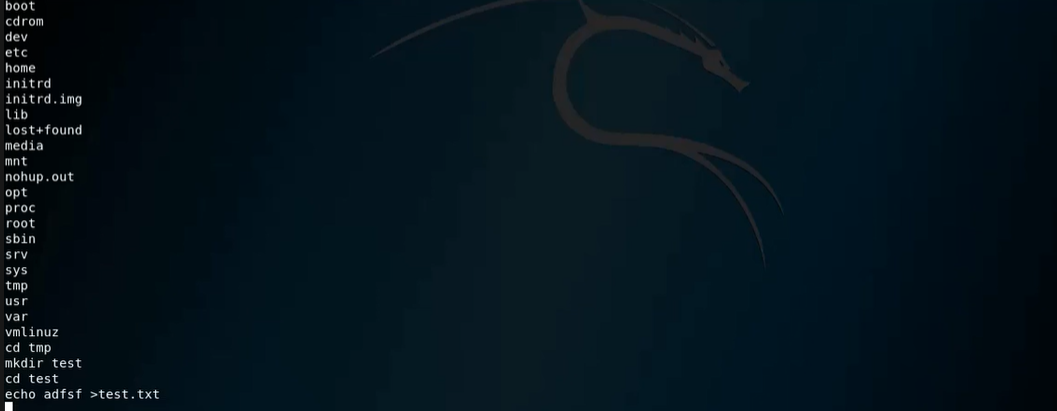 boot
cdrom
dev
etc
home
initrd
initrd.img
lib
lost+found
media
mnt
nohup.out
opt
proc
root
sbin
srv
sys
tmp
usr
var
vmlinuz
cd tmp
mkdir test
cd test
echo adfsf >test.txt